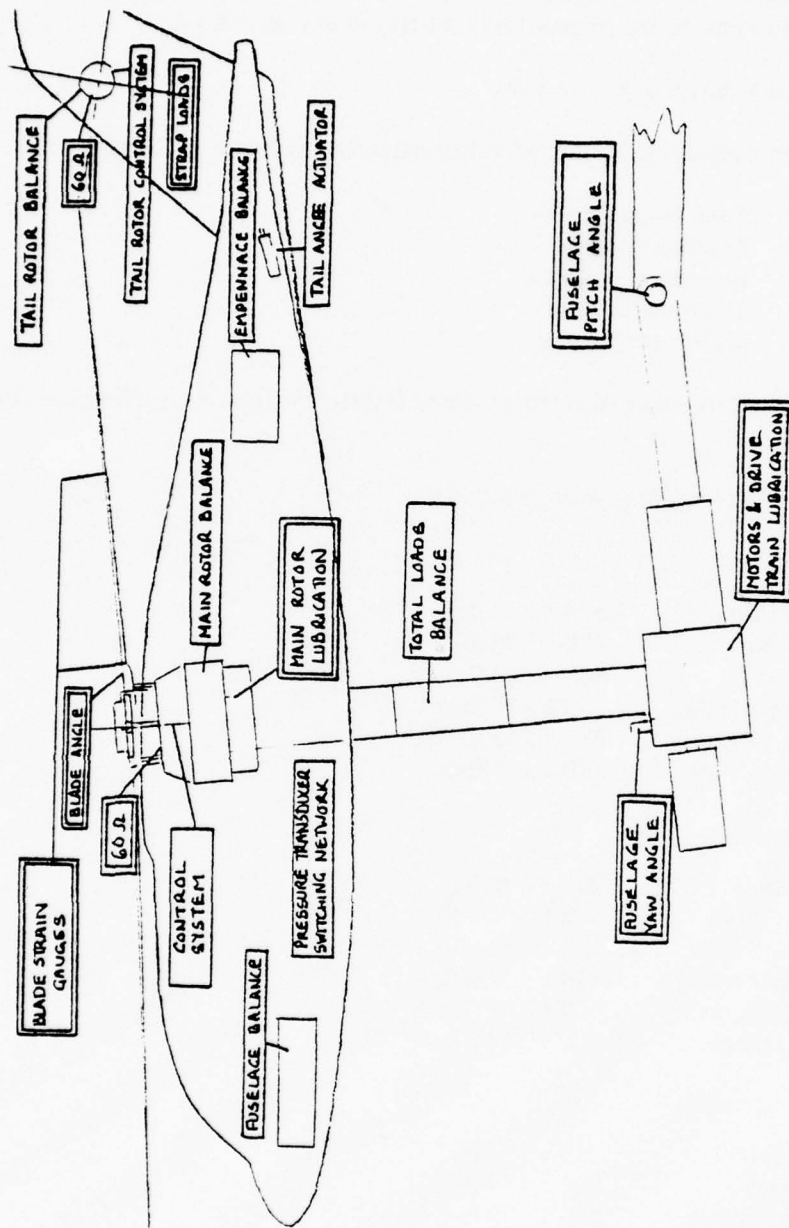 BLADE STRAIN
GAUGES
BLADE ANGLE
60 Ω
CONTROL
SYSTEM
FUSELAGE BALANCE
PRESSURE TRANSDUCER
SWITCHING NETWORK
MAIN ROTOR BALANCE
MAIN ROTOR
LUBRICATION
TAIL ROTOR BALANCE
60 Ω
TAIL ROTOR CONTROL SYSTEM
STRAP LOADS
EMPENNAGE BALANCE
TAIL ANGLE ACTUATOR
TOTAL LOADS
BALANCE
FUSELAGE
YAW ANGLE
FUSELAGE
PITCH ANGLE
MOTORS & DRIVE
TRAIN LUBRICATION